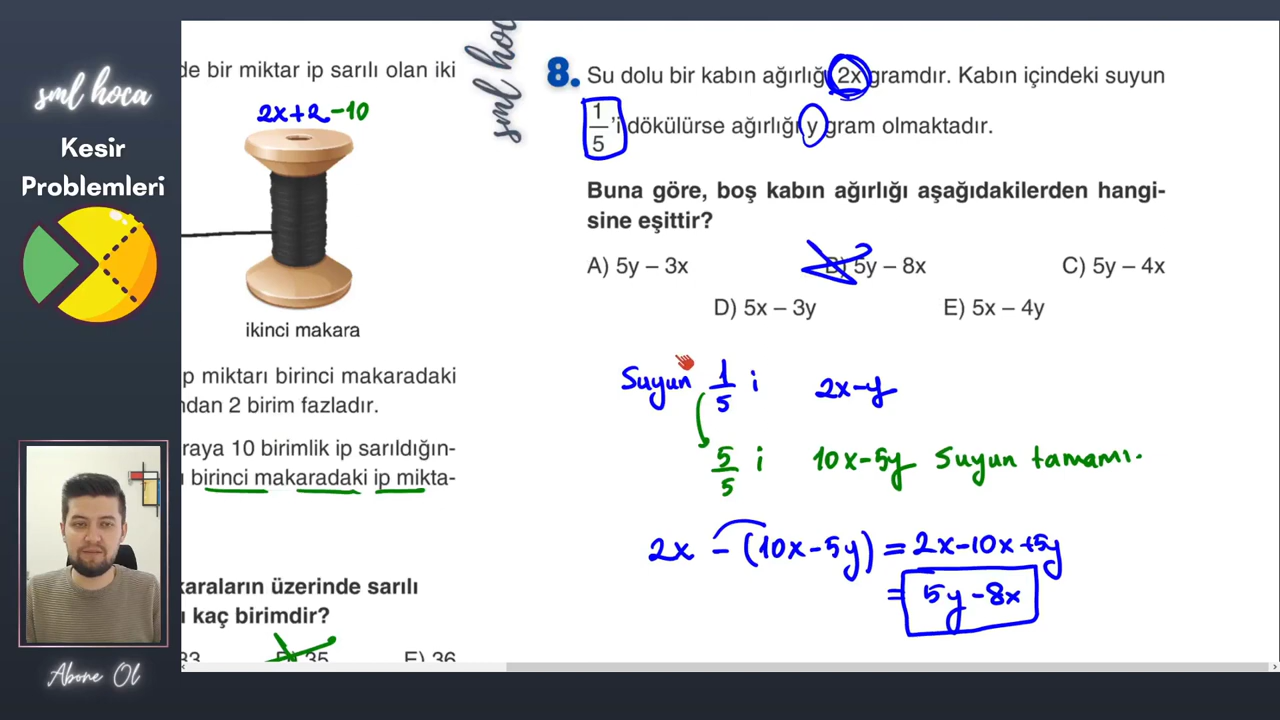 sml hoca
Kesir
Problemleri
Abone Ol
de bir miktar ip sarılı olan iki
2x+2-10
ikinci makara
p miktarı birinci makaradaki
ndan 2 birim fazladır.
raya 10 birimlik ip sarıldığın-
ı birinci makaradaki ip mikta-
karaların üzerinde sarılı
ı kaç birimdir?
33 D) 35 E) 36
sml hoca
8. Su dolu bir kabın ağırlığı 2x gramdır. Kabın içindeki suyun
1/5 'i dökülürse ağırlığı y gram olmaktadır.
Buna göre, boş kabın ağırlığı aşağıdakilerden hangi-
sine eşittir?
A) 5y – 3x B) 5y – 8x C) 5y – 4x
D) 5x – 3y E) 5x – 4y
Suyun 1/5 i 2x-y
5/5 i 10x-5y Suyun tamamı.
2x - (10x-5y) = 2x-10x+5y
= 5y-8x